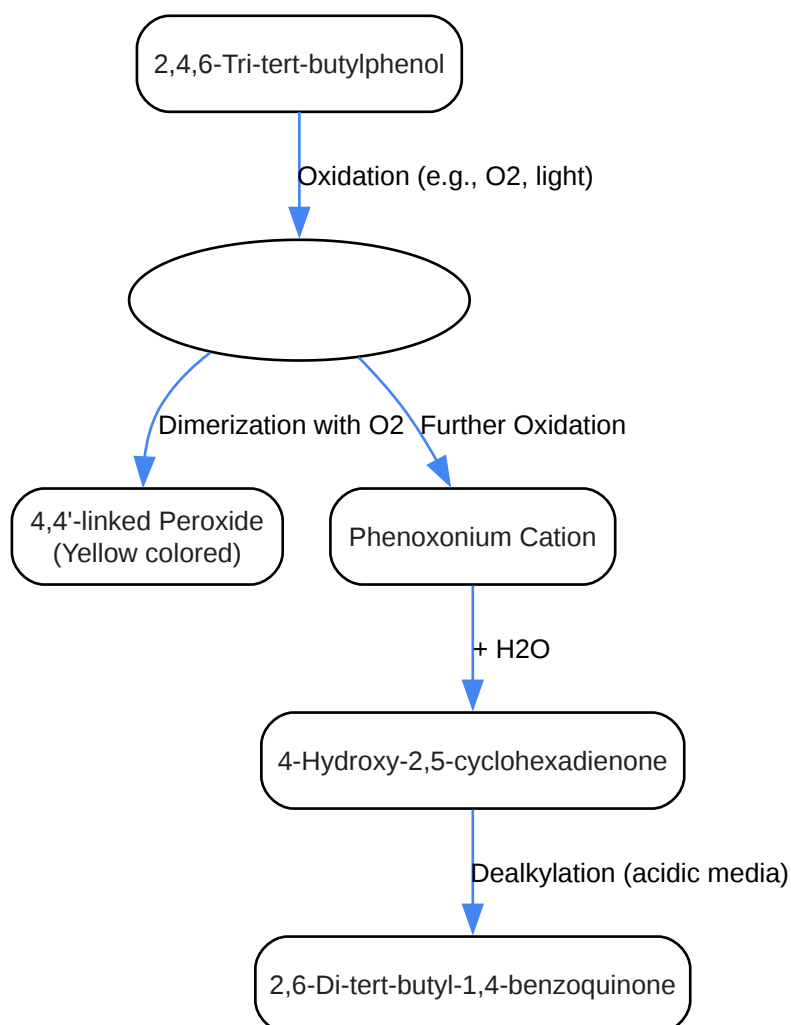 2,4,6-Tri-tert-butylphenol
Oxidation (e.g., O2, light)
Dimerization with O2
Further Oxidation
4,4'-linked Peroxide
(Yellow colored)
Phenoxonium Cation
+ H2O
4-Hydroxy-2,5-cyclohexadienone
Dealkylation (acidic media)
2,6-Di-tert-butyl-1,4-benzoquinone